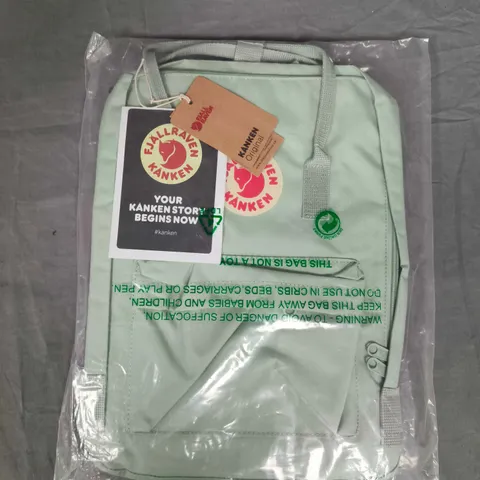 FJÄLLRÄVEN
KÅNKEN
YOUR
KÅNKEN STORY
BEGINS NOW
#kanken
KÅNKEN
Original
WARNING - TO AVOID DANGER OF SUFFOCATION,
KEEP THIS BAG AWAY FROM BABIES AND CHILDREN.
DO NOT USE IN CRIBS, BEDS, CARRIAGES OR PLAY PEN
THIS BAG IS NOT A TOY